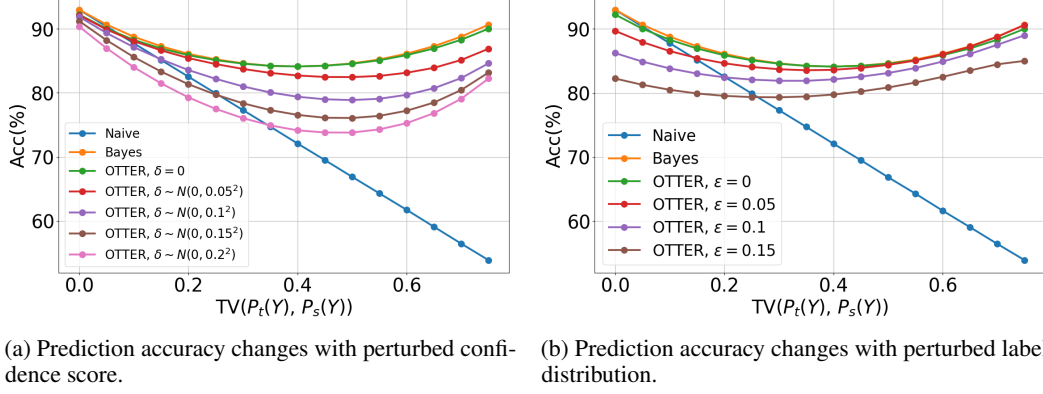 90
80
70
60
Acc(%)
Naive
Bayes
OTTER, δ = 0
OTTER, δ ~ N(0, 0.05²)
OTTER, δ ~ N(0, 0.1²)
OTTER, δ ~ N(0, 0.15²)
OTTER, δ ~ N(0, 0.2²)
0.0 0.2 0.4 0.6
TV(Pₜ(Y), Pₛ(Y))
(a) Prediction accuracy changes with perturbed confi-
dence score.
90
80
70
60
Acc(%)
Naive
Bayes
OTTER, ε = 0
OTTER, ε = 0.05
OTTER, ε = 0.1
OTTER, ε = 0.15
0.0 0.2 0.4 0.6
TV(Pₜ(Y), Pₛ(Y))
(b) Prediction accuracy changes with perturbed label
distribution.